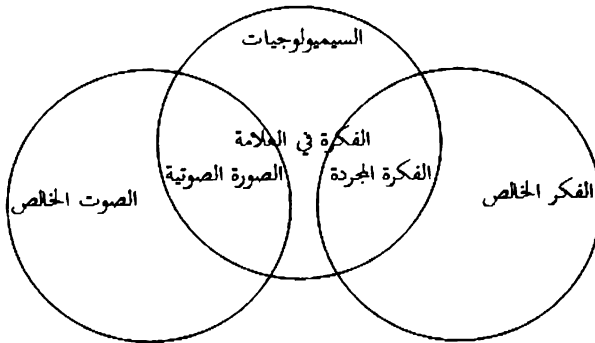 السيميولوجيات
الفكرة في العلامة
الفكر الخالص
الفكرة المجردة
الصورة الصوتية
الصوت الخالص